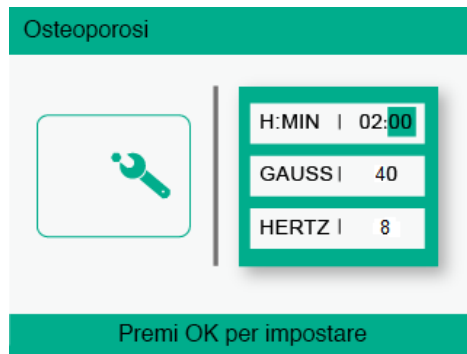 Osteoporosi
H:MIN | 02:00
GAUSS | 40
HERTZ | 8
Premi OK per impostare